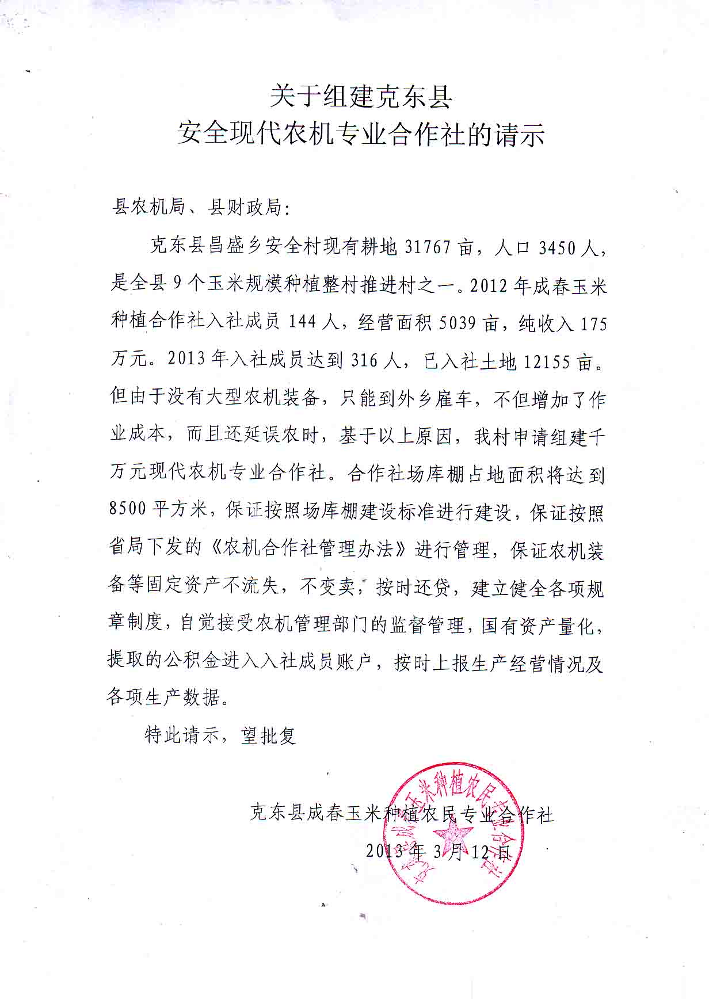 关于组建克东县
安全现代农机专业合作社的请示
县农机局、县财政局：
克东县昌盛乡安全村现有耕地 31767 亩，人口 3450 人，
是全县 9 个玉米规模种植整村推进村之一。2012 年成春玉米
种植合作社入社成员 144 人，经营面积 5039 亩，纯收入 175
万元。2013 年入社成员达到 316 人，已入社土地 12155 亩。
但由于没有大型农机装备，只能到外乡雇车，不但增加了作
业成本，而且还延误农时，基于以上原因，我村申请组建千
万元现代农机专业合作社。合作社场库棚占地面积将达到
8500 平方米，保证按照场库棚建设标准进行建设，保证按照
省局下发的《农机合作社管理办法》进行管理，保证农机装
备等固定资产不流失，不变卖，按时还贷，建立健全各项规
章制度，自觉接受农机管理部门的监督管理，国有资产量化，
提取的公积金进入入社成员账户，按时上报生产经营情况及
各项生产数据。
特此请示，望批复
克东县成春玉米种植农民专业合作社
2013 年 3 月 12 日
克东县成春玉米种植农民专业合作社